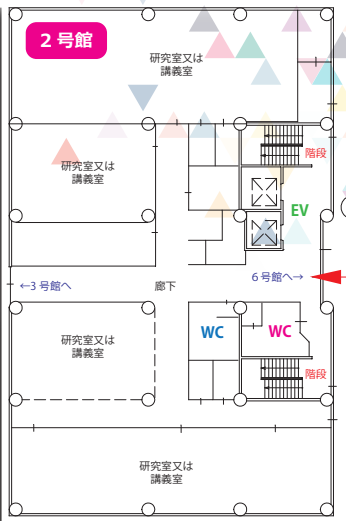 2 号館
研究室又は
講義室
階段
研究室又は
講義室
EV
6 号館へ→
←3 号館へ
廊下
WC
WC
研究室又は
講義室
階段
研究室又は
講義室